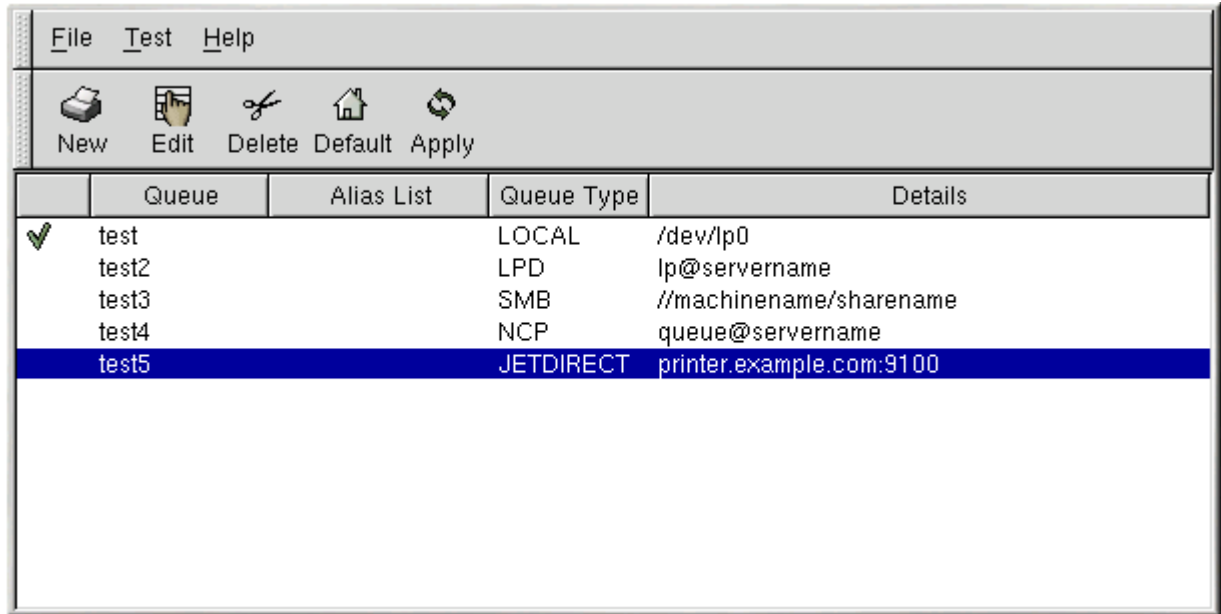 File Test Help
New Edit Delete Default Apply
Queue Alias List Queue Type Details
test LOCAL /dev/lp0
test2 LPD lp@servername
test3 SMB //machinename/sharename
test4 NCP queue@servername
test5 JETDIRECT printer.example.com:9100